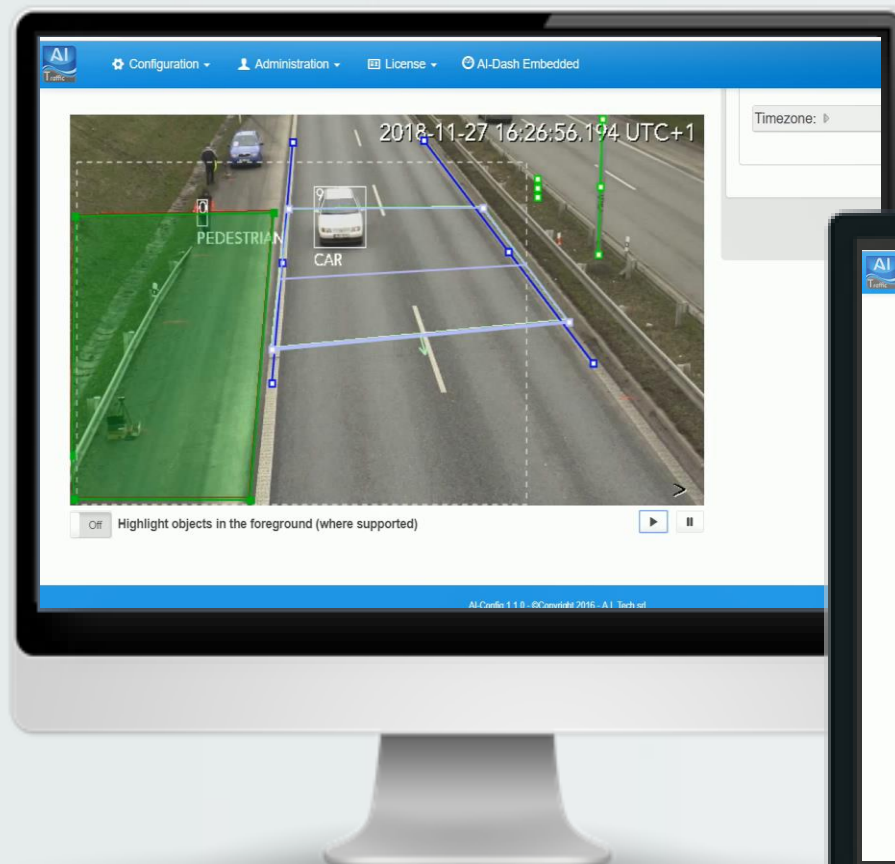 AI
Traffic
Configuration
Administration
License
AI-Dash Embedded
2018-11-27 16:26:56.194 UTC+1
Timezone:
0
PEDESTRIAN
9
CAR
>
Off
Highlight objects in the foreground (where supported)
AI-Config 1.1.0 - ©Copyright 2016 - A.I. Tech srl
AI
Traffic